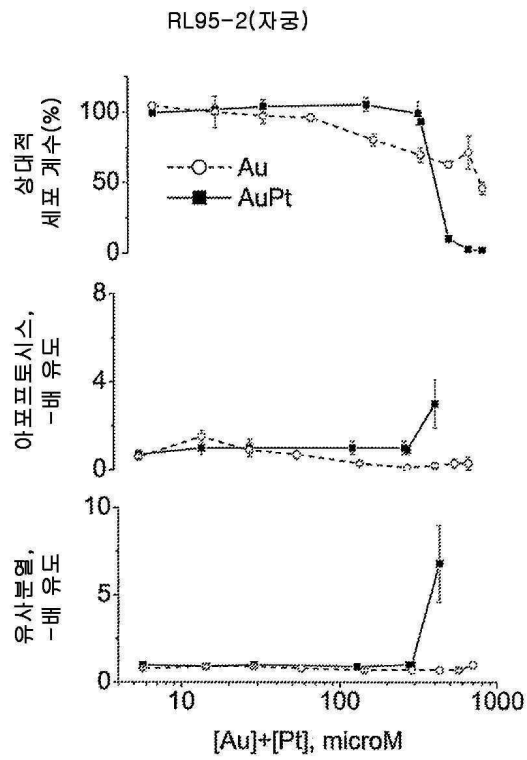 RL95-2(자궁)
상대적
세포 계수(%)
100
50
0
Au
AuPt
아포프토시스,
-배 유도
8
4
0
유사분열,
-배 유도
10
5
0
10
100
1000
[Au]+[Pt], microM